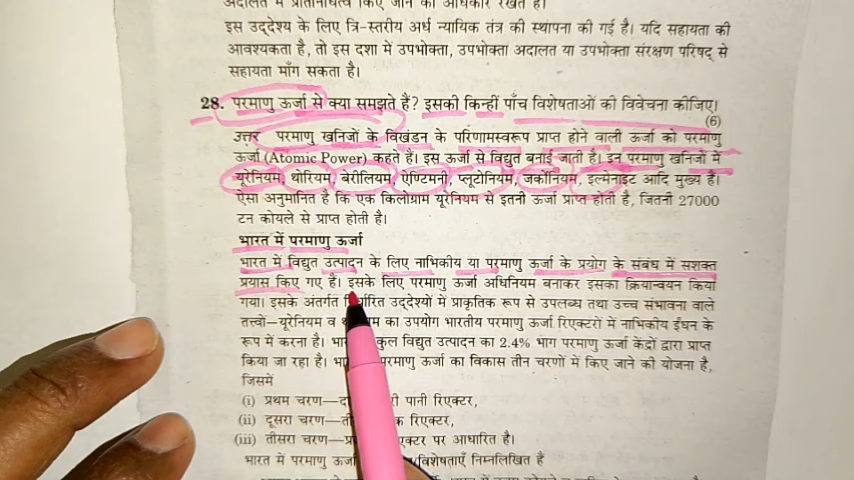 अदालत में प्रतिनिधित्व किए जाने का अधिकार रखते हैं।
इस उद्देश्य के लिए त्रि–स्तरीय अर्ध न्यायिक तंत्र की स्थापना की गई है। यदि सहायता की
आवश्यकता है, तो इस दशा में उपभोक्ता, उपभोक्ता अदालत या उपभोक्ता संरक्षण परिषद् से
सहायता माँग सकता है।
28. परमाणु ऊर्जा से क्या समझते हैं? इसकी किन्हीं पाँच विशेषताओं की विवेचना कीजिए।
(6)
उत्तर परमाणु खनिजों के विखंडन के परिणामस्वरूप प्राप्त होने वाली ऊर्जा को परमाणु
ऊर्जा (Atomic Power) कहते हैं। इस ऊर्जा से विद्युत बनाई जाती है। इन परमाणु खनिजों में
यूरेनियम, थोरियम, बेरीलियम, ऐण्टिमनी, प्लूटोनियम, जर्कोनियम, इल्मेनाइट आदि मुख्य हैं।
ऐसा अनुमानित है कि एक किलोग्राम यूरेनियम से इतनी ऊर्जा प्राप्त होती है, जितनी 27000
टन कोयले से प्राप्त होती है।
भारत में परमाणु ऊर्जा
भारत में विद्युत उत्पादन के लिए नाभिकीय या परमाणु ऊर्जा के प्रयोग के संबंध में सशक्त
प्रयास किए गए हैं। इसके लिए परमाणु ऊर्जा अधिनियम बनाकर इसका क्रियान्वयन किया
गया। इसके अंतर्गत उद्देश्यों में प्राकृतिक रूप से उपलब्ध तथा उच्च संभावना वाले
तत्त्वों—यूरेनियम व का उपयोग भारतीय परमाणु ऊर्जा रिएक्टरों में नाभिकीय ईंधन के
रूप में करना है। कुल विद्युत उत्पादन का 2.4% भाग परमाणु ऊर्जा केंद्रों द्वारा प्राप्त
किया जा रहा है। परमाणु ऊर्जा का विकास तीन चरणों में किए जाने की योजना है,
जिसमें
(i) प्रथम चरण— पानी रिएक्टर,
(ii) दूसरा चरण— रिएक्टर,
(iii) तीसरा चरण— पर आधारित है।
भारत में परमाणु विशेषताएँ निम्नलिखित हैं